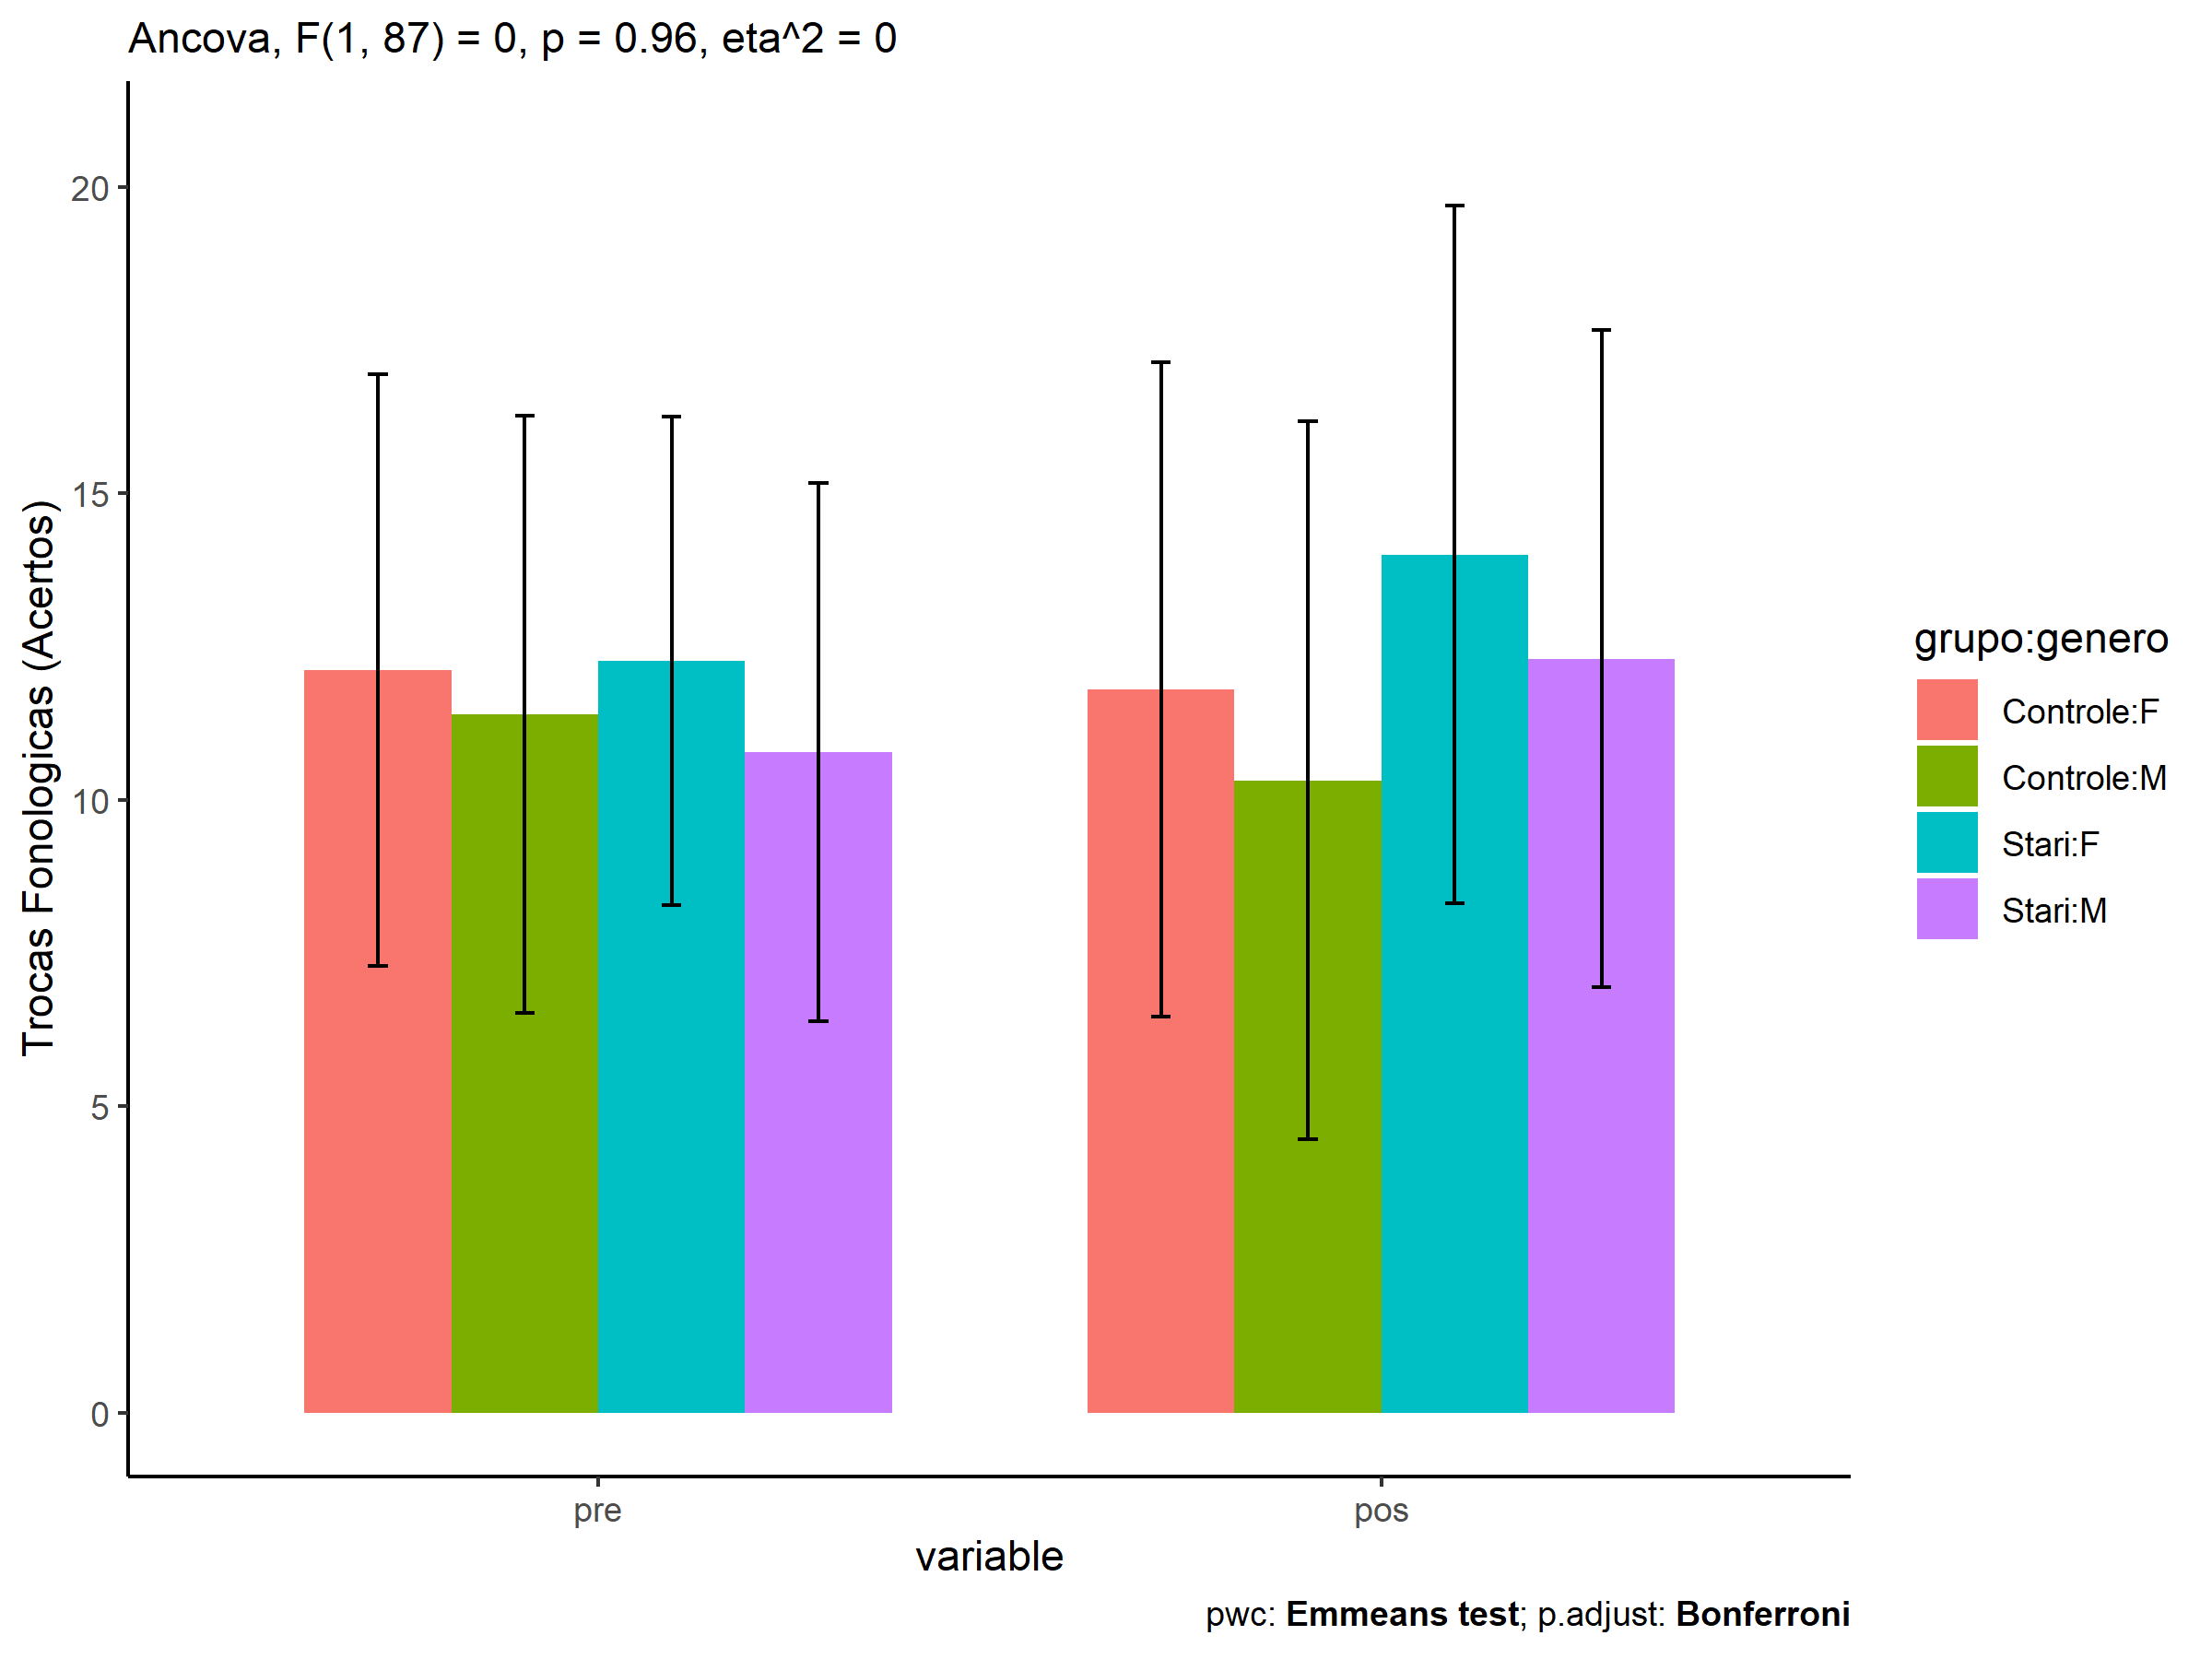 Ancova, F(1, 87) = 0, p = 0.96, eta^2 = 0
Trocas Fonologicas (Acertos)
20
15
10
5
0
pre
pos
variable
grupo:genero
Controle:F
Controle:M
Stari:F
Stari:M
pwc: Emmeans test; p.adjust: Bonferroni